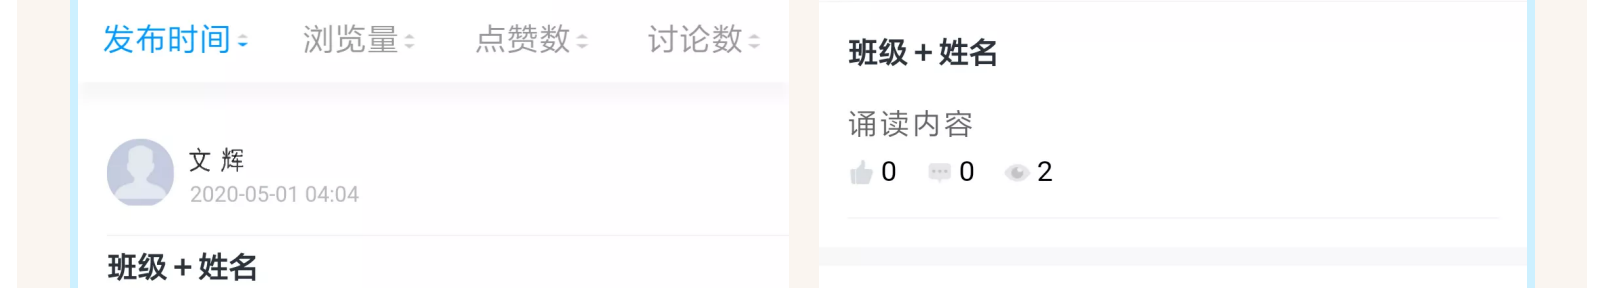 发布时间 浏览量 点赞数 讨论数
文 辉
2020-05-01 04:04
班级+姓名
班级+姓名
诵读内容
0 0 2